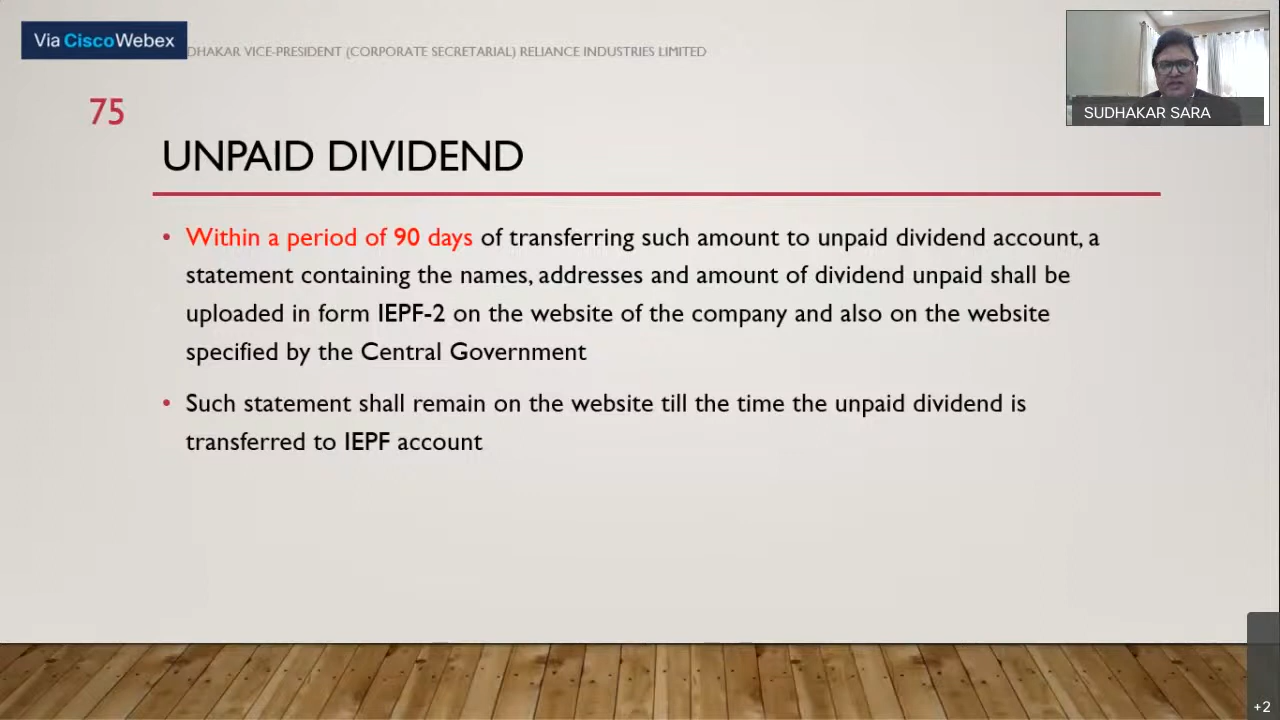 Via CiscoWebex
DHAKAR VICE-PRESIDENT (CORPORATE SECRETARIAL) RELIANCE INDUSTRIES LIMITED
SUDHAKAR SARA
75
UNPAID DIVIDEND
• Within a period of 90 days of transferring such amount to unpaid dividend account, a
statement containing the names, addresses and amount of dividend unpaid shall be
uploaded in form IEPF-2 on the website of the company and also on the website
specified by the Central Government
• Such statement shall remain on the website till the time the unpaid dividend is
transferred to IEPF account
+2